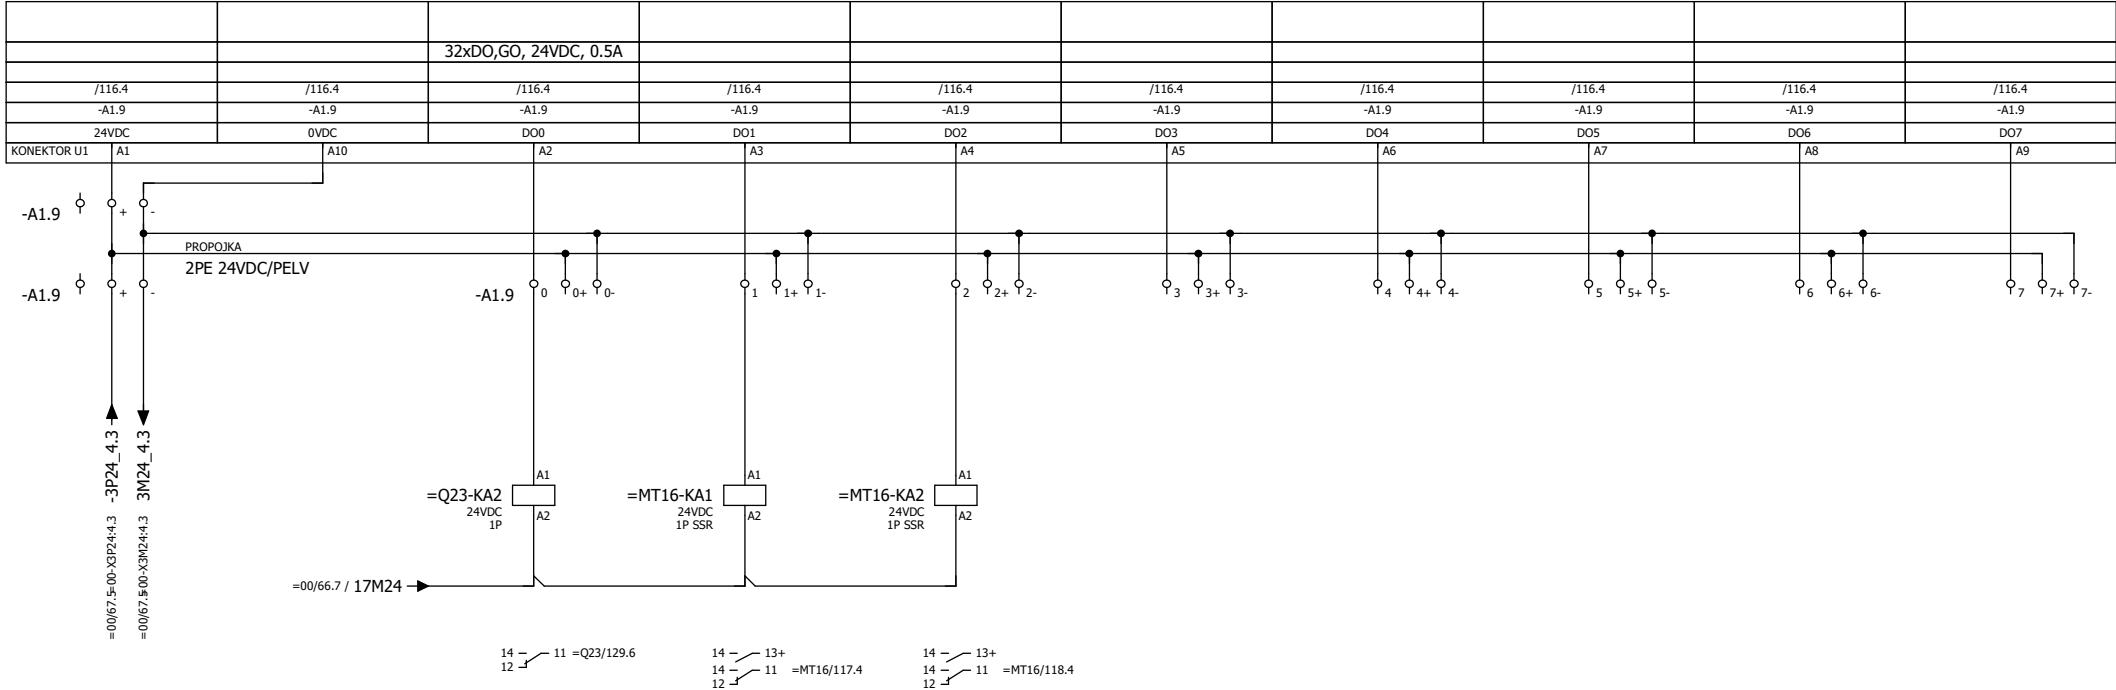 32xDO,GO, 24VDC, 0.5A
/116.4 /116.4 /116.4 /116.4 /116.4 /116.4 /116.4 /116.4 /116.4 /116.4
-A1.9 -A1.9 -A1.9 -A1.9 -A1.9 -A1.9 -A1.9 -A1.9 -A1.9 -A1.9
24VDC 0VDC DO0 DO1 DO2 DO3 DO4 DO5 DO6 DO7
KONEKTOR U1 A1 A10 A2 A3 A4 A5 A6 A7 A8 A9
-A1.9 + -
PROPOJKA
2PE 24VDC/PELV
-A1.9 + - -A1.9 0 0+ 0- 1 1+ 1- 2 2+ 2- 3 3+ 3- 4 4+ 4- 5 5+ 5- 6 6+ 6- 7 7+ 7-
-3P24_4.3
3M24_4.3
=00/67.5
=00-X3P24:4.3
=00/67.5
=00-X3M24:4.3
A1 A1 A1
=Q23-KA2 =MT16-KA1 =MT16-KA2
24VDC A2 24VDC A2 24VDC A2
1P 1P SSR 1P SSR
=00/66.7 / 17M24
14 11 =Q23/129.6 14 13+ 14 13+
12 14 11 =MT16/117.4 14 11 =MT16/118.4
12 12